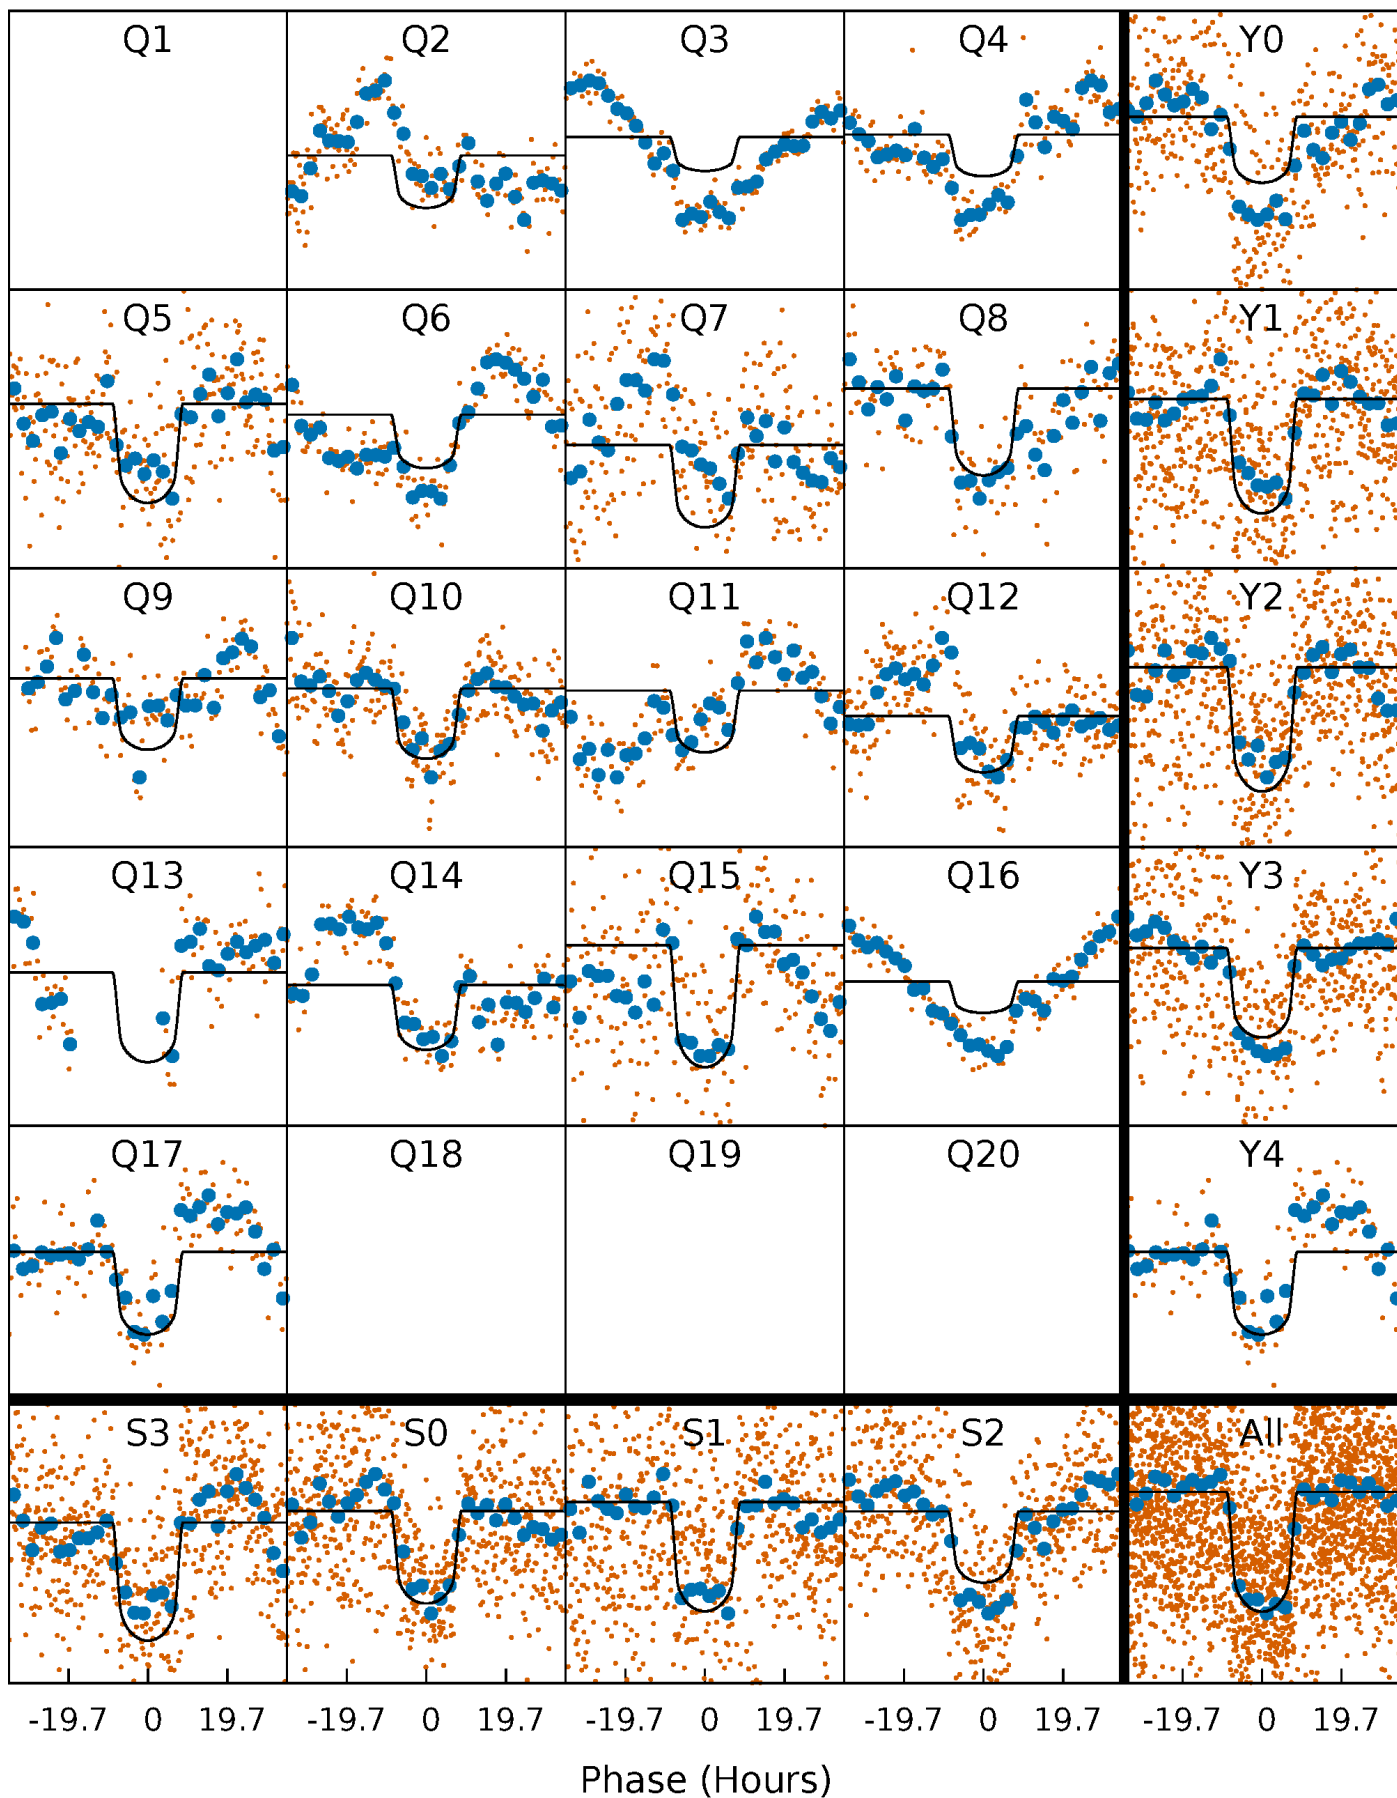 Q1 Q2 Q3 Q4 Y0
Q5 Q6 Q7 Q8 Y1
Q9 Q10 Q11 Q12 Y2
Q13 Q14 Q15 Q16 Y3
Q17 Q18 Q19 Q20 Y4
S3 S0 S1 S2 All
-19.7 0 19.7 -19.7 0 19.7 -19.7 0 19.7 -19.7 0 19.7 -19.7 0 19.7
Phase (Hours)